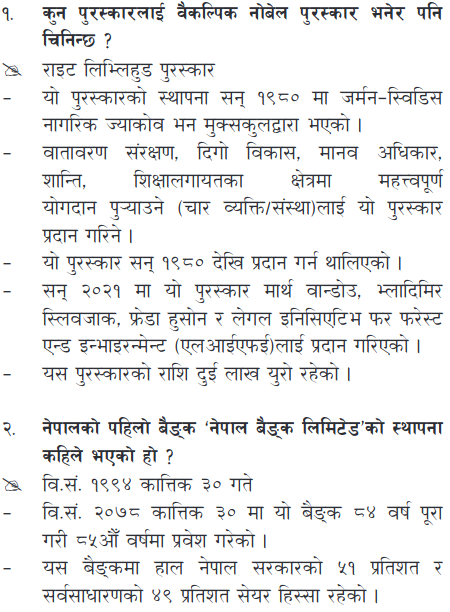 १. कुन पुरस्कारलाई वैकल्पिक नोबेल पुरस्कार भनेर पनि
चिनिन्छ ?
राइट लिभ्लिहुड पुरस्कार
– यो पुरस्कारको स्थापना सन् १९८० मा जर्मन-स्विडिस
नागरिक ज्याकोव भन मुक्सकुलद्वारा भएको ।
– वातावरण संरक्षण, दिगो विकास, मानव अधिकार,
शान्ति, शिक्षालगायतका क्षेत्रमा महत्त्वपूर्ण
योगदान पुऱ्याउने (चार व्यक्ति/संस्था)लाई यो पुरस्कार
प्रदान गरिने ।
– यो पुरस्कार सन् १९८० देखि प्रदान गर्न थालिएको ।
– सन् २०२१ मा यो पुरस्कार मार्थ वान्डोउ, भ्लादिमिर
स्लिवजाक, फ्रेडा हुसोन र लेगल इनिसिएटिभ फर फरेस्ट
एन्ड इन्भाइरन्मेन्ट (एलआईएफई)लाई प्रदान गरिएको ।
– यस पुरस्कारको राशि दुई लाख युरो रहेको ।
२. नेपालको पहिलो बैङ्क ‘नेपाल बैङ्क लिमिटेड’को स्थापना
कहिले भएको हो ?
वि.सं. १९९४ कात्तिक ३० गते
– वि.सं. २०७८ कात्तिक ३० मा यो बैङ्क ८४ वर्ष पूरा
गरी ८५औँ वर्षमा प्रवेश गरेको ।
– यस बैङ्कमा हाल नेपाल सरकारको ५१ प्रतिशत र
सर्वसाधारणको ४९ प्रतिशत सेयर हिस्सा रहेको ।